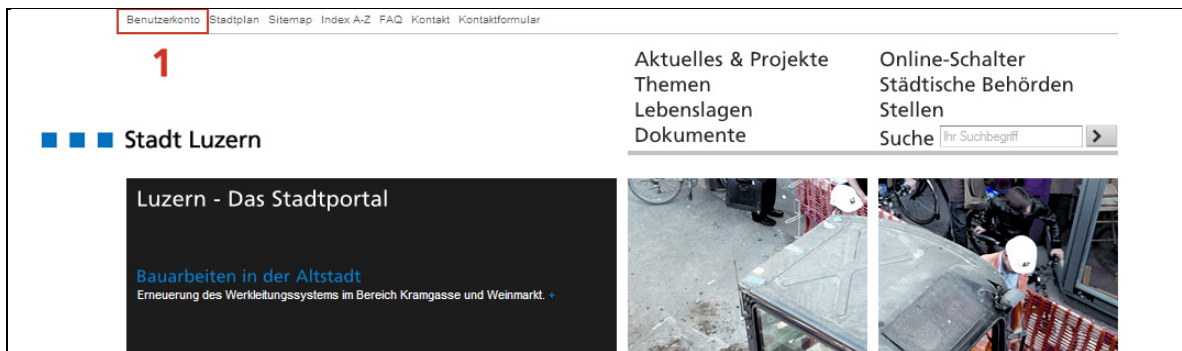 Benutzerkonto Stadtplan Sitemap Index A-Z FAQ Kontakt Kontaktformular
1
Aktuelles & Projekte
Themen
Lebenslagen
Dokumente
Online-Schalter
Städtische Behörden
Stellen
Suche Ihr Suchbegriff >
Stadt Luzern
Luzern - Das Stadtportal
Bauarbeiten in der Altstadt
Erneuerung des Werkleitungssystems im Bereich Kramgasse und Weinmarkt. +